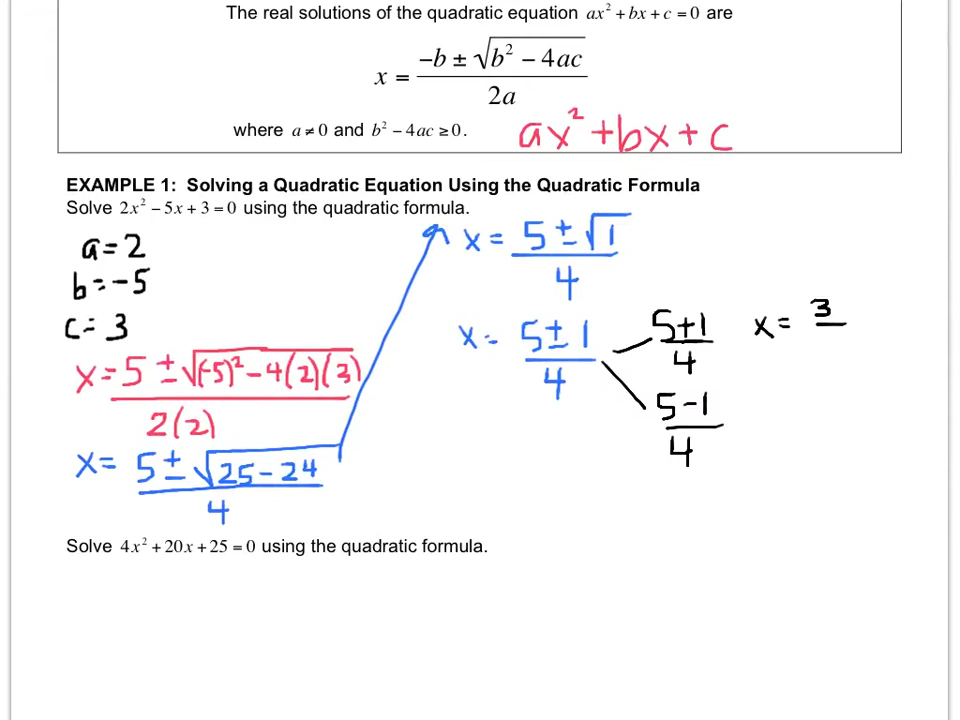 The real solutions of the quadratic equation ax² + bx + c = 0 are
x = (−b ± √(b² − 4ac)) / 2a
where a ≠ 0 and b² − 4ac ≥ 0.
ax² + bx + c
EXAMPLE 1: Solving a Quadratic Equation Using the Quadratic Formula
Solve 2x² − 5x + 3 = 0 using the quadratic formula.
a = 2
b = −5
c = 3
x = (5 ± √((−5)² − 4(2)(3))) / 2(2)
x = (5 ± √(25 − 24)) / 4
x = (5 ± √1) / 4
x = (5 ± 1) / 4
(5 + 1) / 4
(5 − 1) / 4
x = 3 /
Solve 4x² + 20x + 25 = 0 using the quadratic formula.